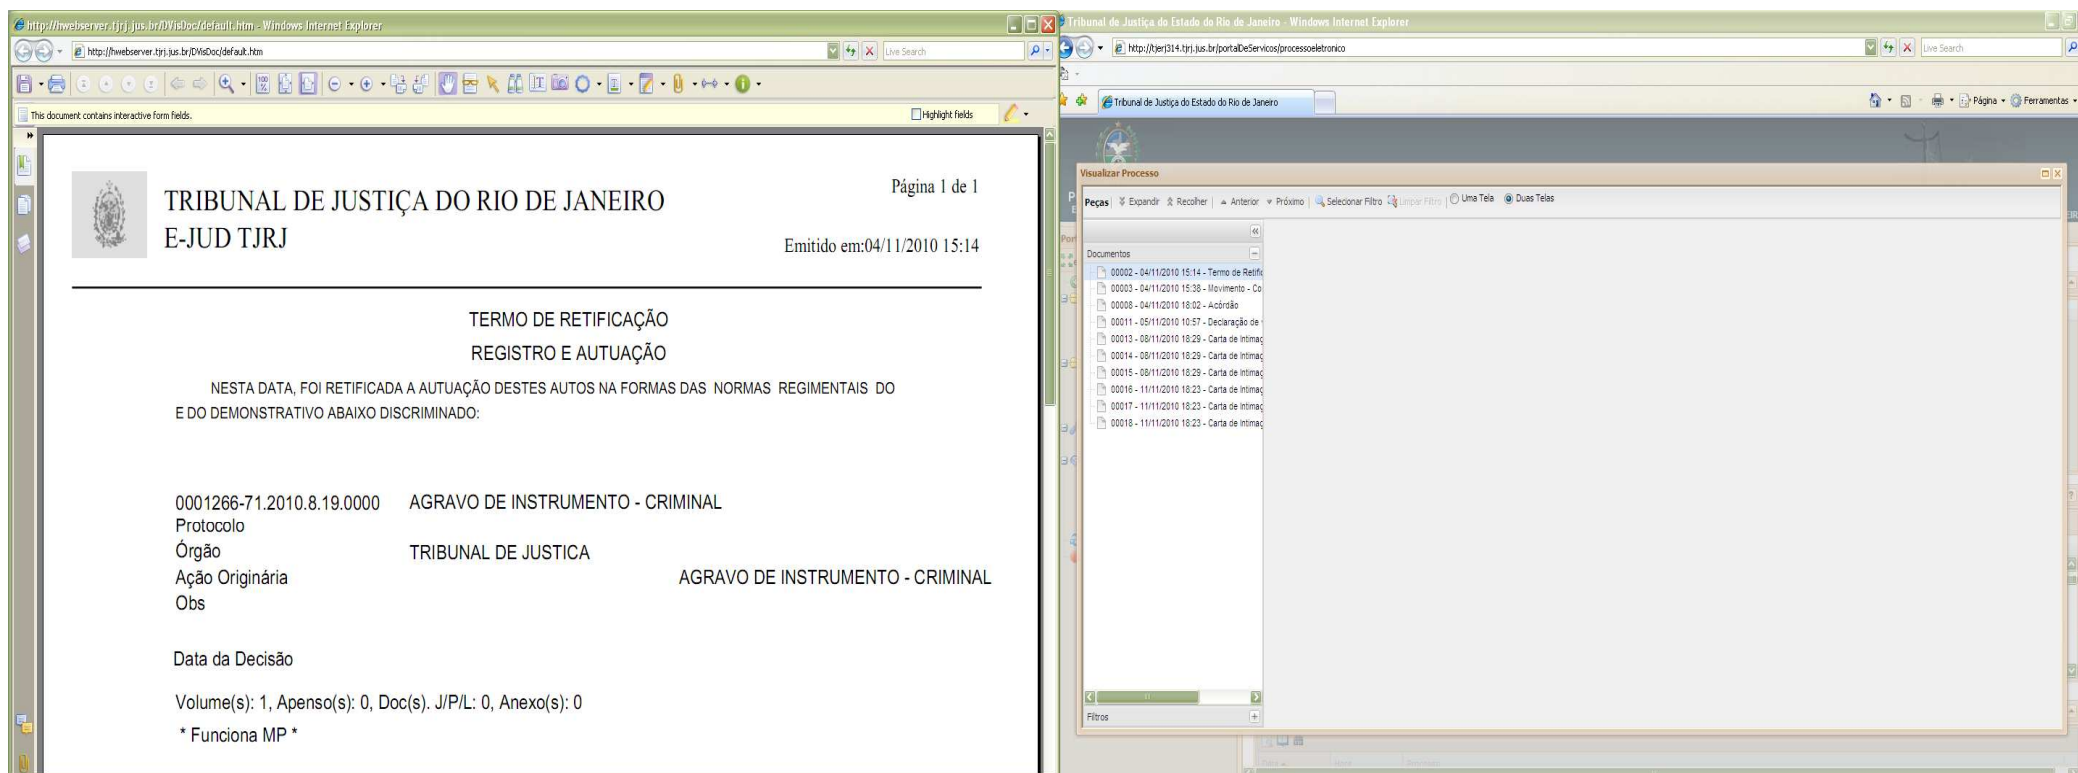 http://hwebserver.tjrj.jus.br/DVisDoc/default.htm - Windows Internet Explorer
http://hwebserver.tjrj.jus.br/DVisDoc/default.htm
Live Search
This document contains interactive form fields.
Highlight fields
TRIBUNAL DE JUSTIÇA DO RIO DE JANEIRO
E-JUD TJRJ
Página 1 de 1
Emitido em:04/11/2010 15:14
TERMO DE RETIFICAÇÃO
REGISTRO E AUTUAÇÃO
NESTA DATA, FOI RETIFICADA A AUTUAÇÃO DESTES AUTOS NA FORMAS DAS NORMAS REGIMENTAIS DO
E DO DEMONSTRATIVO ABAIXO DISCRIMINADO:
0001266-71.2010.8.19.0000 AGRAVO DE INSTRUMENTO - CRIMINAL
Protocolo
Órgão TRIBUNAL DE JUSTICA
Ação Originária AGRAVO DE INSTRUMENTO - CRIMINAL
Obs
Data da Decisão
Volume(s): 1, Apenso(s): 0, Doc(s). J/P/L: 0, Anexo(s): 0
* Funciona MP *
Tribunal de Justiça do Estado do Rio de Janeiro - Windows Internet Explorer
http://tjerj314.tjrj.jus.br/portalDeServicos/processoeletronico
Live Search
Tribunal de Justiça do Estado do Rio de Janeiro
Página
Ferramentas
Visualizar Processo
Peças Expandir Recolher Anterior Próximo Selecionar Filtro Limpar Filtro Uma Tela Duas Telas
Documentos
00002 - 04/11/2010 15:14 - Termo de Retific
00003 - 04/11/2010 15:38 - Movimento - Co
00008 - 04/11/2010 18:02 - Acórdão
00011 - 05/11/2010 10:57 - Declaração de
00013 - 08/11/2010 18:29 - Carta de Intimaç
00014 - 08/11/2010 18:29 - Carta de Intimaç
00015 - 08/11/2010 18:29 - Carta de Intimaç
00016 - 11/11/2010 18:23 - Carta de Intimaç
00017 - 11/11/2010 18:23 - Carta de Intimaç
00018 - 11/11/2010 18:23 - Carta de Intimaç
Filtros